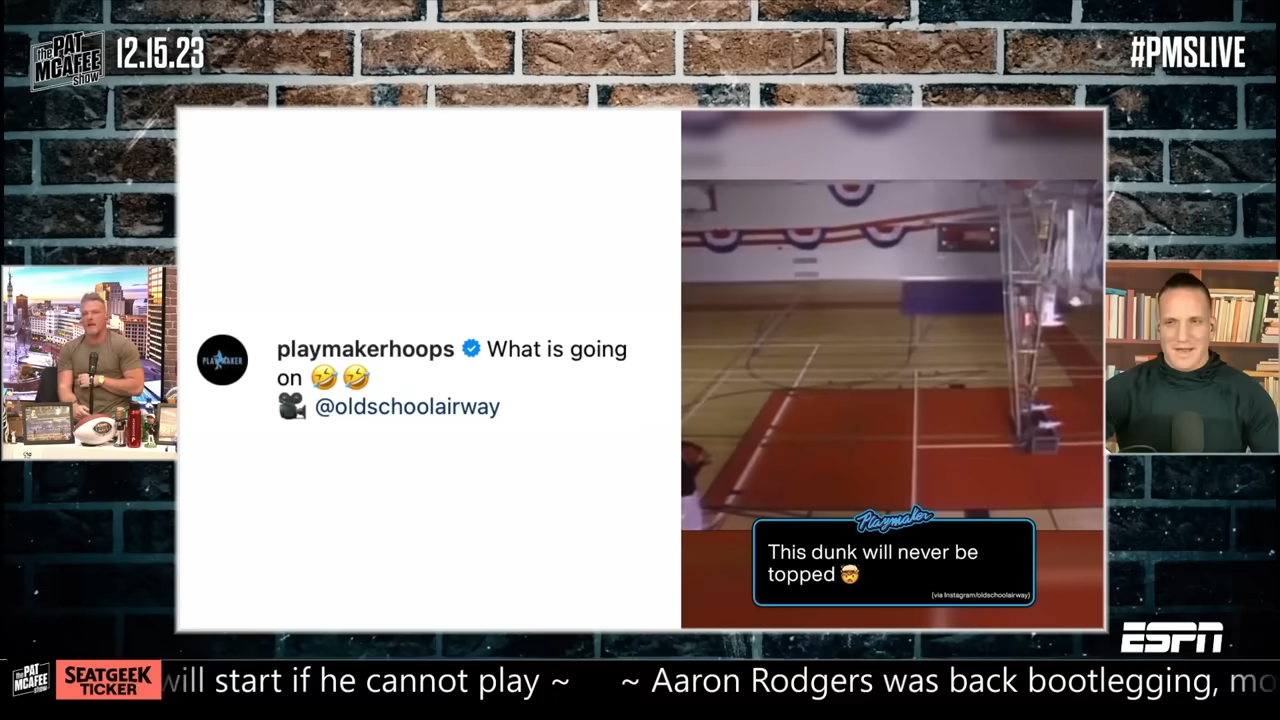 the PAT MCAFEE show
12.15.23
#PMSLIVE
PLAYMAKER
playmakerhoops What is going
on 🤣🤣
🎥 @oldschoolairway
Playmaker
This dunk will never be
topped 🤯
(via Instagram/oldschoolairway)
ESPN
the PAT MCAFEE show
SEATGEEK
TICKER
will start if he cannot play ~ ~ Aaron Rodgers was back bootlegging, mo